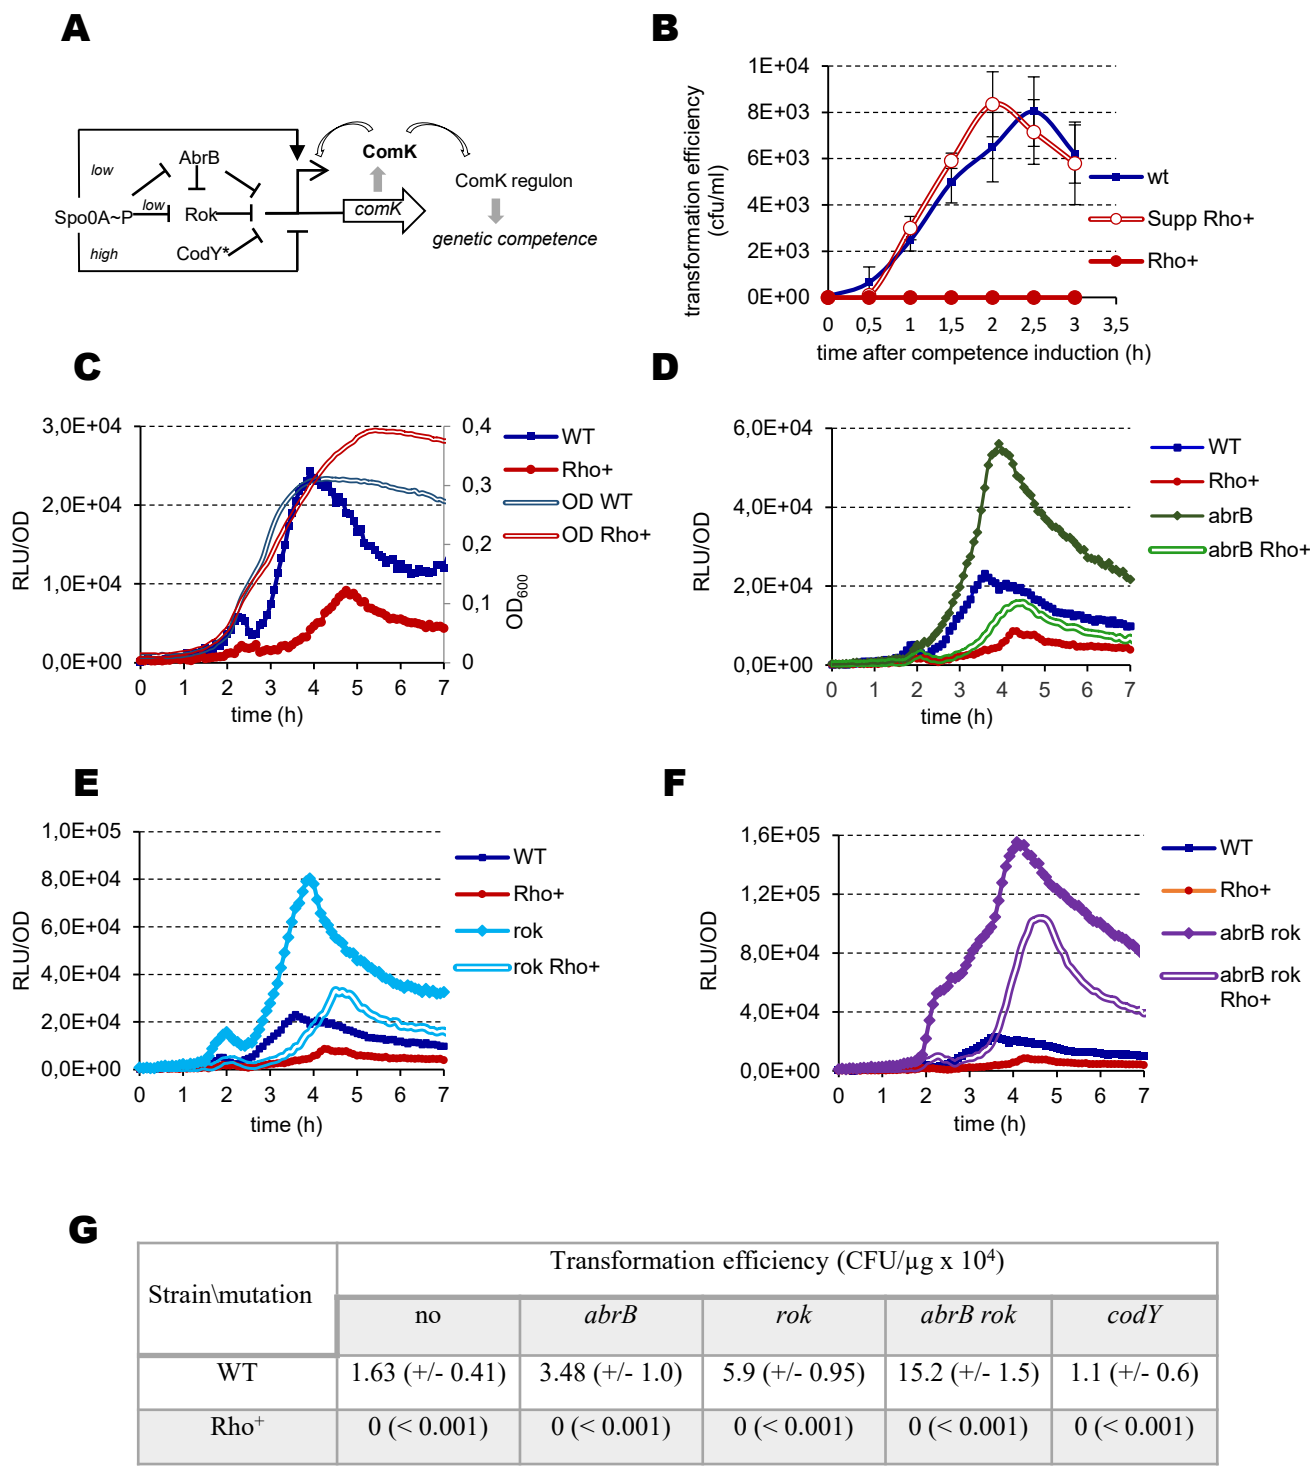 A
low
AbrB
ComK
Spo0A~P
low
Rok
comK
ComK regulon
high
CodY*
genetic competence
B
transformation efficiency
(cfu/ml)
1E+04
8E+03
6E+03
4E+03
2E+03
0E+00
0 0,5 1 1,5 2 2,5 3 3,5
time after competence induction (h)
wt
Supp Rho+
Rho+
C
RLU/OD
3,0E+04
2,0E+04
1,0E+04
0,0E+00
0 1 2 3 4 5 6 7
time (h)
0,4
0,3
0,2
0,1
0
OD600
WT
Rho+
OD WT
OD Rho+
D
RLU/OD
6,0E+04
4,0E+04
2,0E+04
0,0E+00
0 1 2 3 4 5 6 7
time (h)
WT
Rho+
abrB
abrB Rho+
E
RLU/OD
1,0E+05
8,0E+04
6,0E+04
4,0E+04
2,0E+04
0,0E+00
0 1 2 3 4 5 6 7
time (h)
WT
Rho+
rok
rok Rho+
F
RLU/OD
1,6E+05
1,2E+05
8,0E+04
4,0E+04
0,0E+00
0 1 2 3 4 5 6 7
time (h)
WT
Rho+
abrB rok
abrB rok
Rho+
G
Strain\mutation
Transformation efficiency (CFU/µg x 10⁴)
no abrB rok abrB rok codY
WT 1.63 (+/- 0.41) 3.48 (+/- 1.0) 5.9 (+/- 0.95) 15.2 (+/- 1.5) 1.1 (+/- 0.6)
Rho⁺ 0 (< 0.001) 0 (< 0.001) 0 (< 0.001) 0 (< 0.001) 0 (< 0.001)